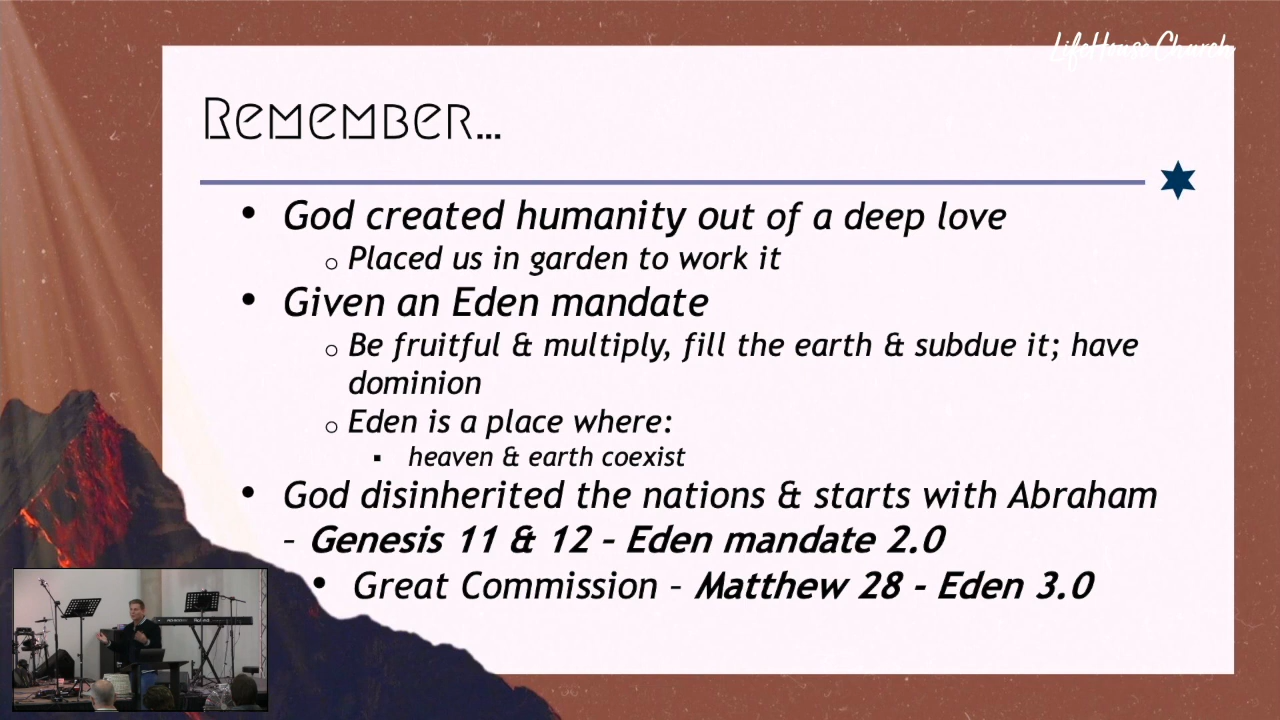 LifeHouse Church
Remember...
• God created humanity out of a deep love
o Placed us in garden to work it
• Given an Eden mandate
o Be fruitful & multiply, fill the earth & subdue it; have
dominion
o Eden is a place where:
▪ heaven & earth coexist
• God disinherited the nations & starts with Abraham
– Genesis 11 & 12 – Eden mandate 2.0
• Great Commission – Matthew 28 - Eden 3.0